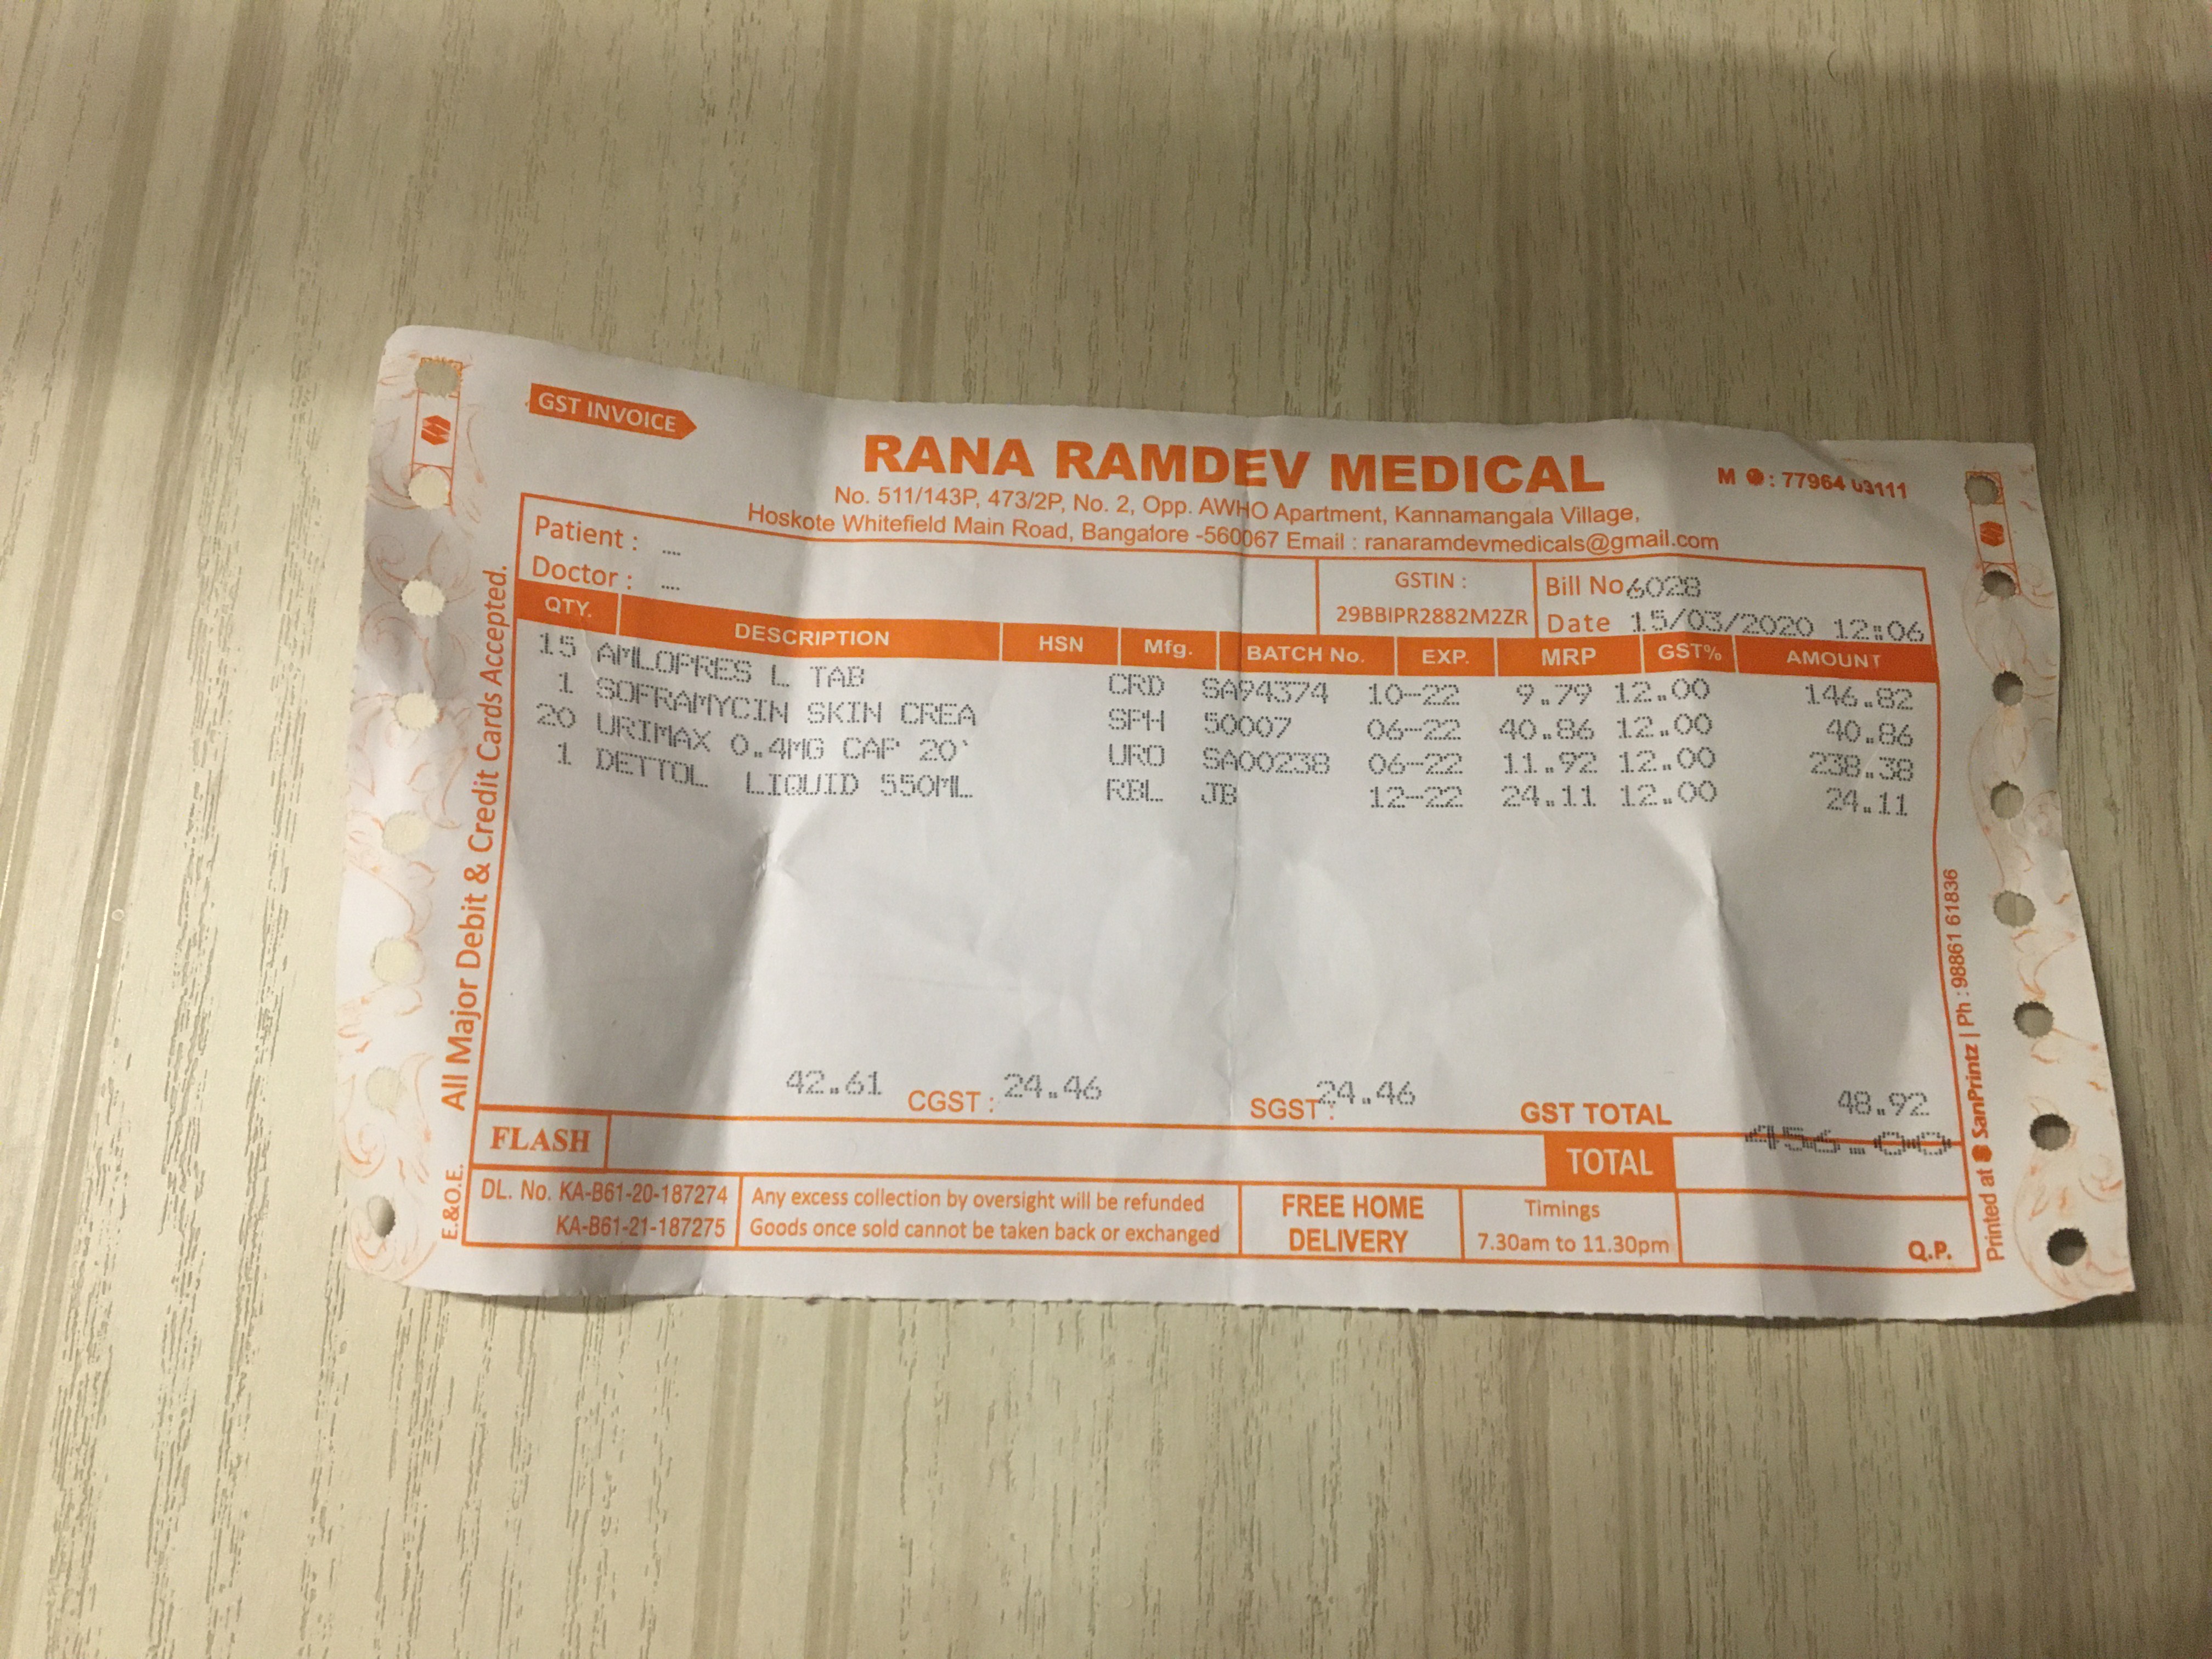 GST INVOICE
RANA RAMDEV MEDICAL
M : 77964 03111
No. 511/143P, 473/2P, No. 2, Opp. AWHO Apartment, Kannamangala Village,
Hoskote Whitefield Main Road, Bangalore -560067 Email : ranaramdevmedicals@gmail.com
Patient : ....
Doctor : ....
GSTIN :
29BBIPR2882M2ZR
Bill No 6028
Date 15/03/2020 12:06
QTY. DESCRIPTION HSN Mfg. BATCH No. EXP. MRP GST% AMOUNT
15 AMLOPRES L TAB CRD SA94374 10-22 9.79 12.00 146.82
1 SOFRAMYCIN SKIN CREA SPH 50007 06-22 40.86 12.00 40.86
20 URIMAX 0.4MG CAP 20` URO SA00238 06-22 11.92 12.00 238.38
1 DETTOL LIQUID 550ML RBL JB 12-22 24.11 12.00 24.11
42.61 CGST : 24.46 SGST : 24.46 GST TOTAL 48.92
FLASH TOTAL 456.00
DL. No. KA-B61-20-187274
KA-B61-21-187275
Any excess collection by oversight will be refunded
Goods once sold cannot be taken back or exchanged
FREE HOME
DELIVERY
Timings
7.30am to 11.30pm
Q.P.
E.&O.E. All Major Debit & Credit Cards Accepted.
Printed at SanPrintz | Ph : 98861 61836